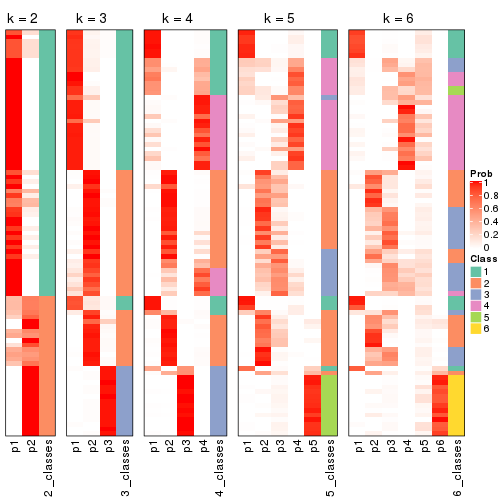 k = 2
k = 3
k = 4
k = 5
k = 6
Prob
1
0.8
0.6
0.4
0.2
0
Class
1
2
3
4
5
6
p1 p2 2_classes
p1 p2 p3 3_classes
p1 p2 p3 p4 4_classes
p1 p2 p3 p4 p5 5_classes
p1 p2 p3 p4 p5 p6 6_classes